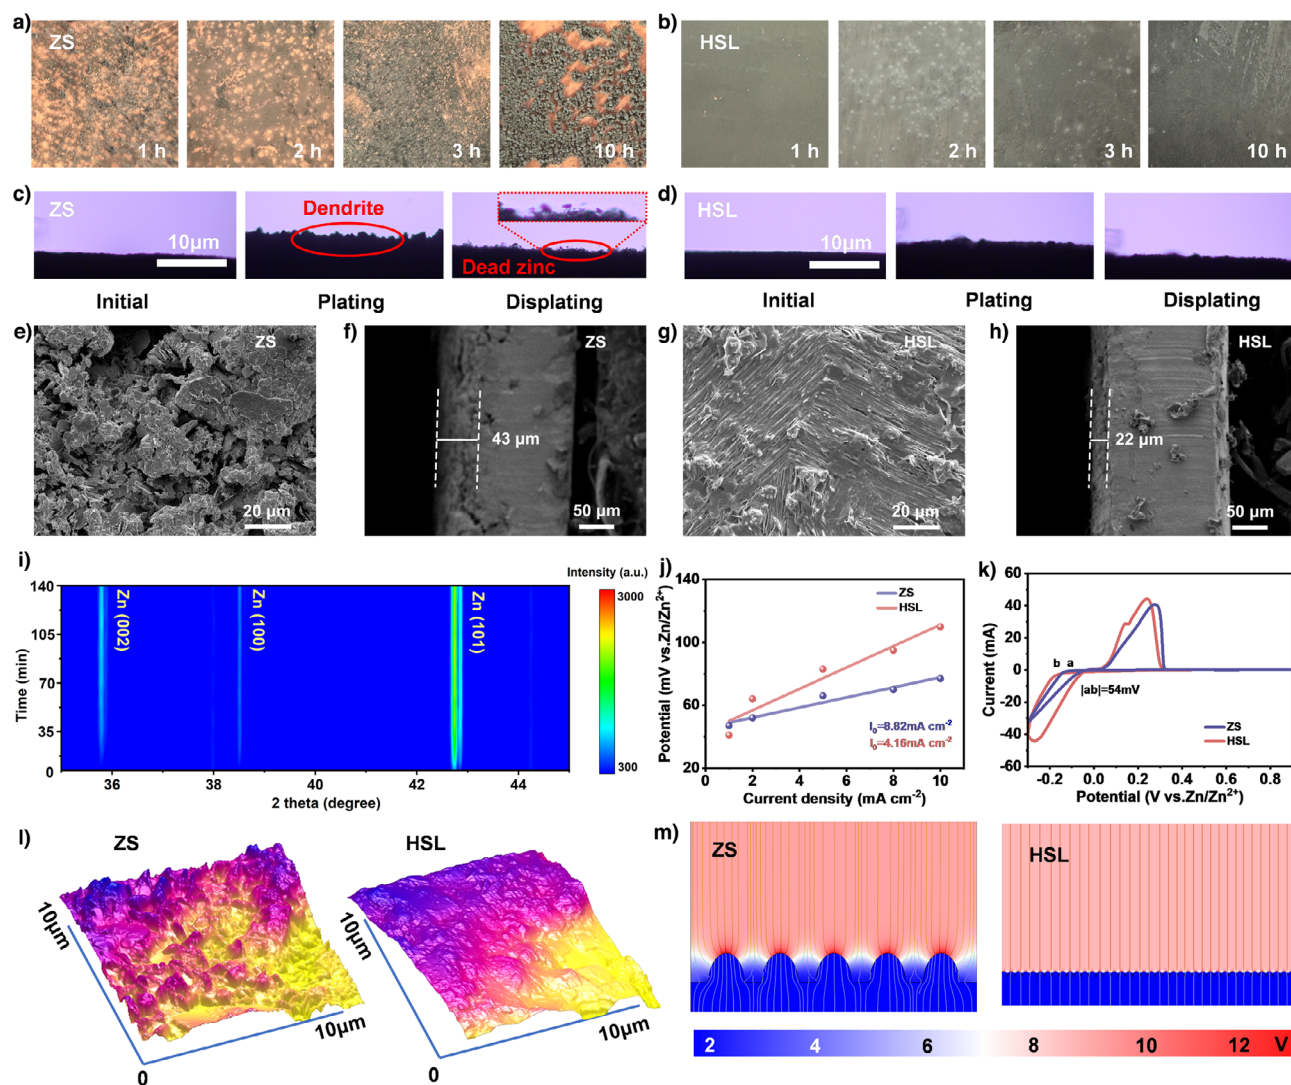 a)
ZS
1 h
2 h
3 h
10 h
b)
HSL
1 h
2 h
3 h
10 h
c)
ZS
10μm
Dendrite
Dead zinc
Initial
Plating
Displating
d)
HSL
10μm
Initial
Plating
Displating
e)
ZS
20 μm
f)
ZS
43 μm
50 μm
g)
HSL
20 μm
h)
HSL
22 μm
50 μm
i)
Intensity (a.u.)
3000
300
140
105
70
35
0
Time (min)
Zn (002)
Zn (100)
Zn (101)
36
38
40
42
44
2 theta (degree)
j)
140
100
60
20
Potential (mV vs.Zn/Zn²⁺)
ZS
HSL
I₀=8.82mA cm⁻²
I₀=4.16mA cm⁻²
0
2
4
6
8
10
Current density (mA cm⁻²)
k)
60
40
20
0
-20
-40
-60
Current (mA)
b a
|ab|=54mV
ZS
HSL
-0.2
0.0
0.2
0.4
0.6
0.8
Potential (V vs.Zn/Zn²⁺)
l)
ZS
10μm
10μm
0
HSL
10μm
10μm
0
m)
ZS
HSL
2
4
6
8
10
12
V